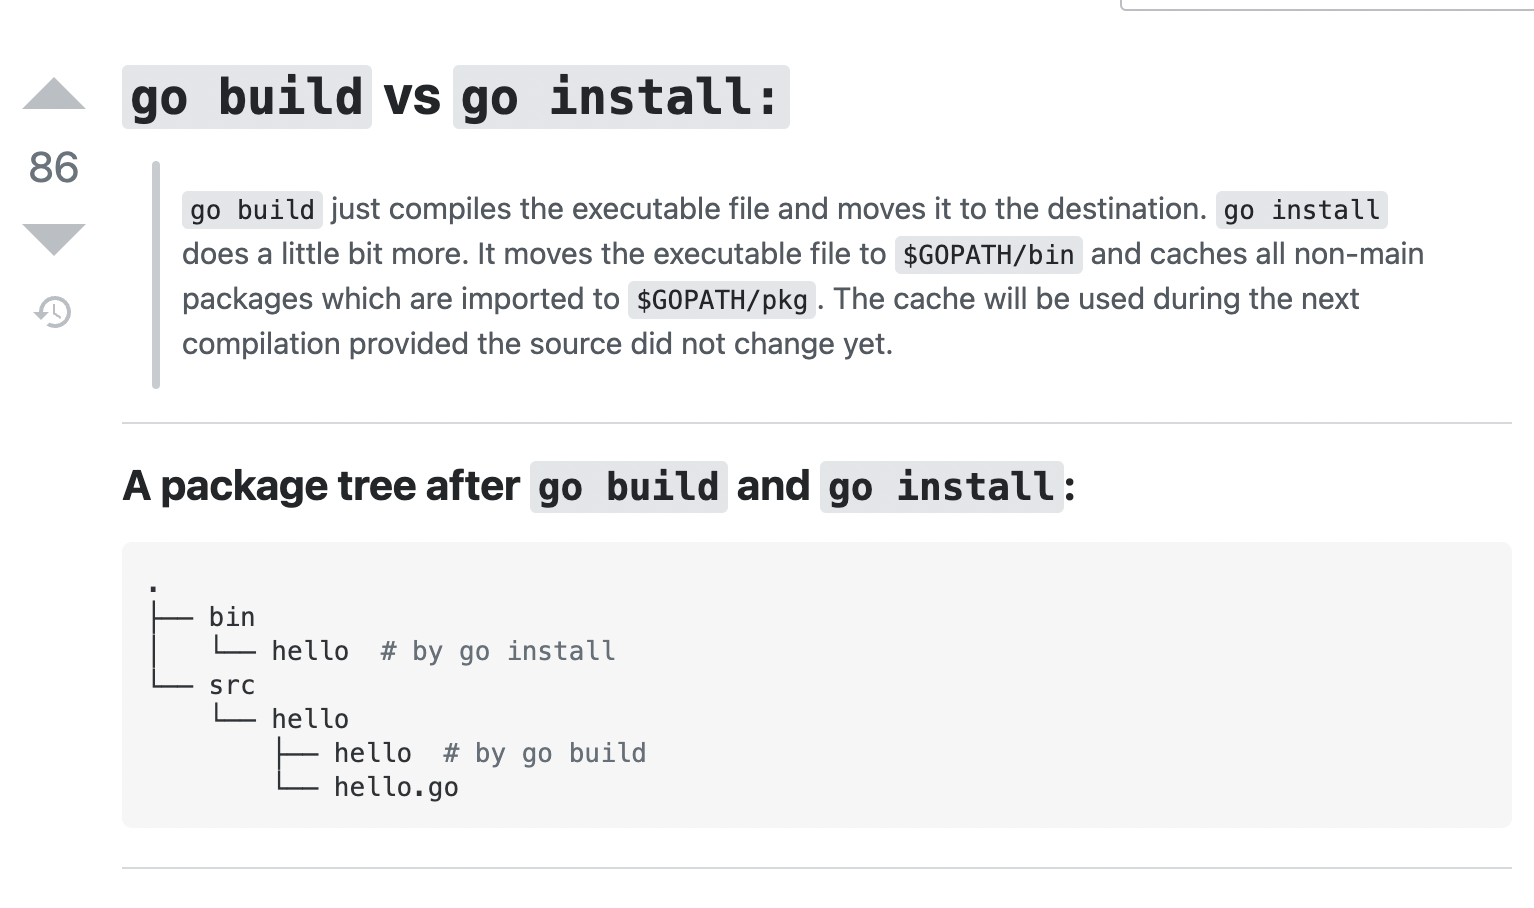 go build vs go install:
86
go build just compiles the executable file and moves it to the destination. go install
does a little bit more. It moves the executable file to $GOPATH/bin and caches all non-main
packages which are imported to $GOPATH/pkg. The cache will be used during the next
compilation provided the source did not change yet.
A package tree after go build and go install:
.
├── bin
│   └── hello  # by go install
└── src
    └── hello
        ├── hello  # by go build
        └── hello.go